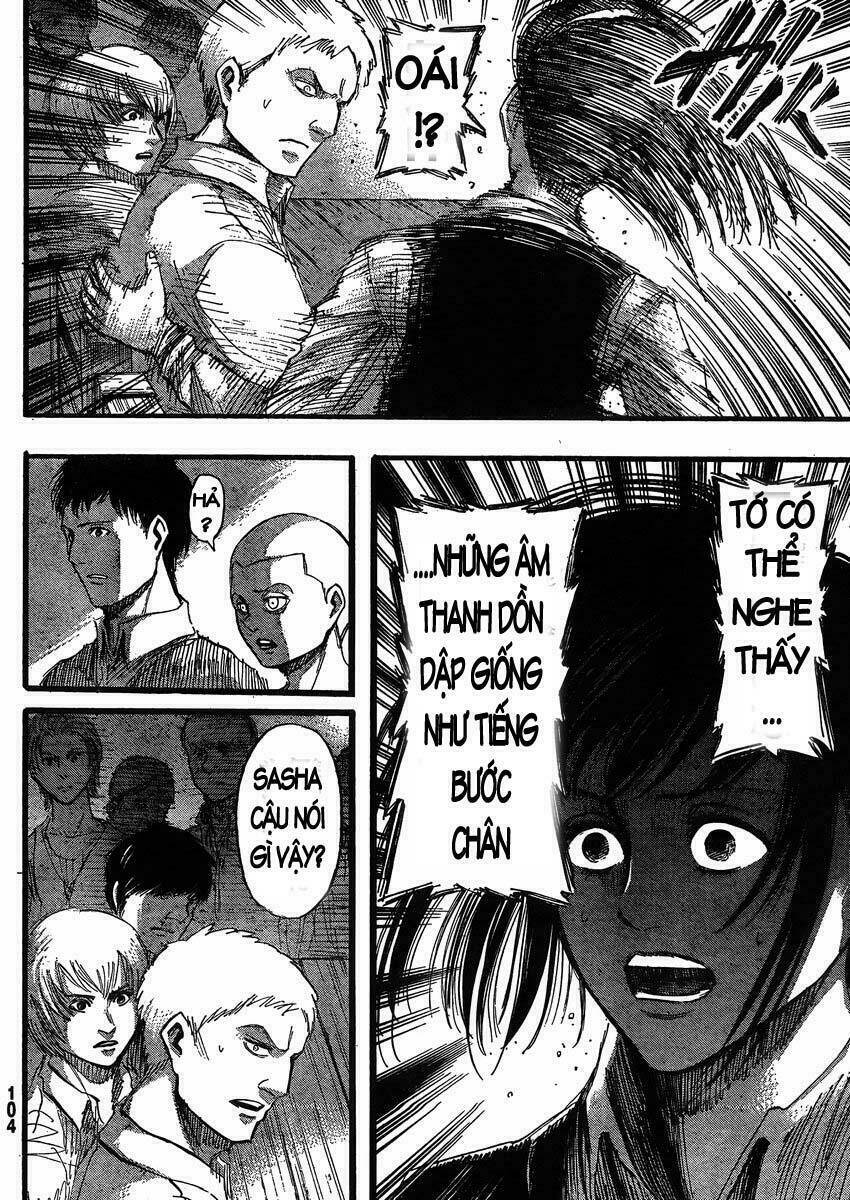 OÁI
!?
TỚ CÓ
THỂ
NGHE
THẤY
...
....NHỮNG ÂM
THANH DỒN
DẬP GIỐNG
NHƯ TIẾNG
BƯỚC
CHÂN
HẢ
?
SASHA
CẬU NÓI
GÌ VẬY?
104